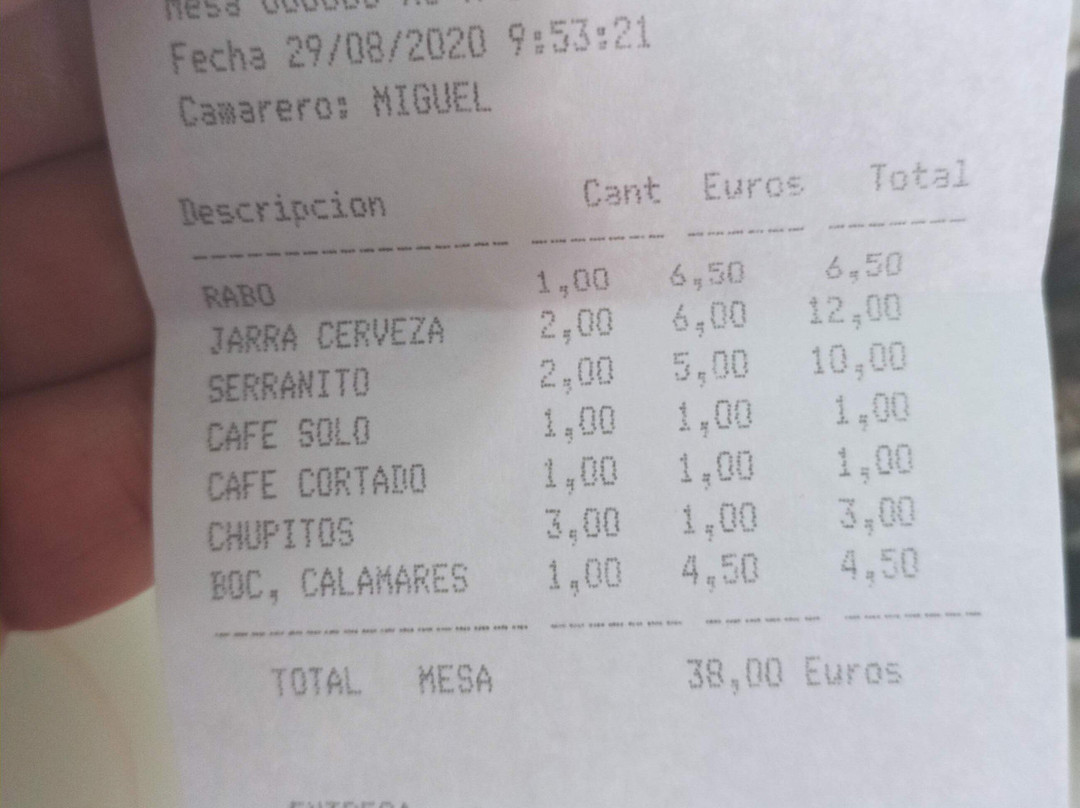 Mesa 000000
Fecha 29/08/2020 9:53:21
Camarero: MIGUEL
Descripcion Cant Euros Total
RABO 1,00 6,50 6,50
JARRA CERVEZA 2,00 6,00 12,00
SERRANITO 2,00 5,00 10,00
CAFE SOLO 1,00 1,00 1,00
CAFE CORTADO 1,00 1,00 1,00
CHUPITOS 3,00 1,00 3,00
BOC, CALAMARES 1,00 4,50 4,50
TOTAL MESA 38,00 Euros